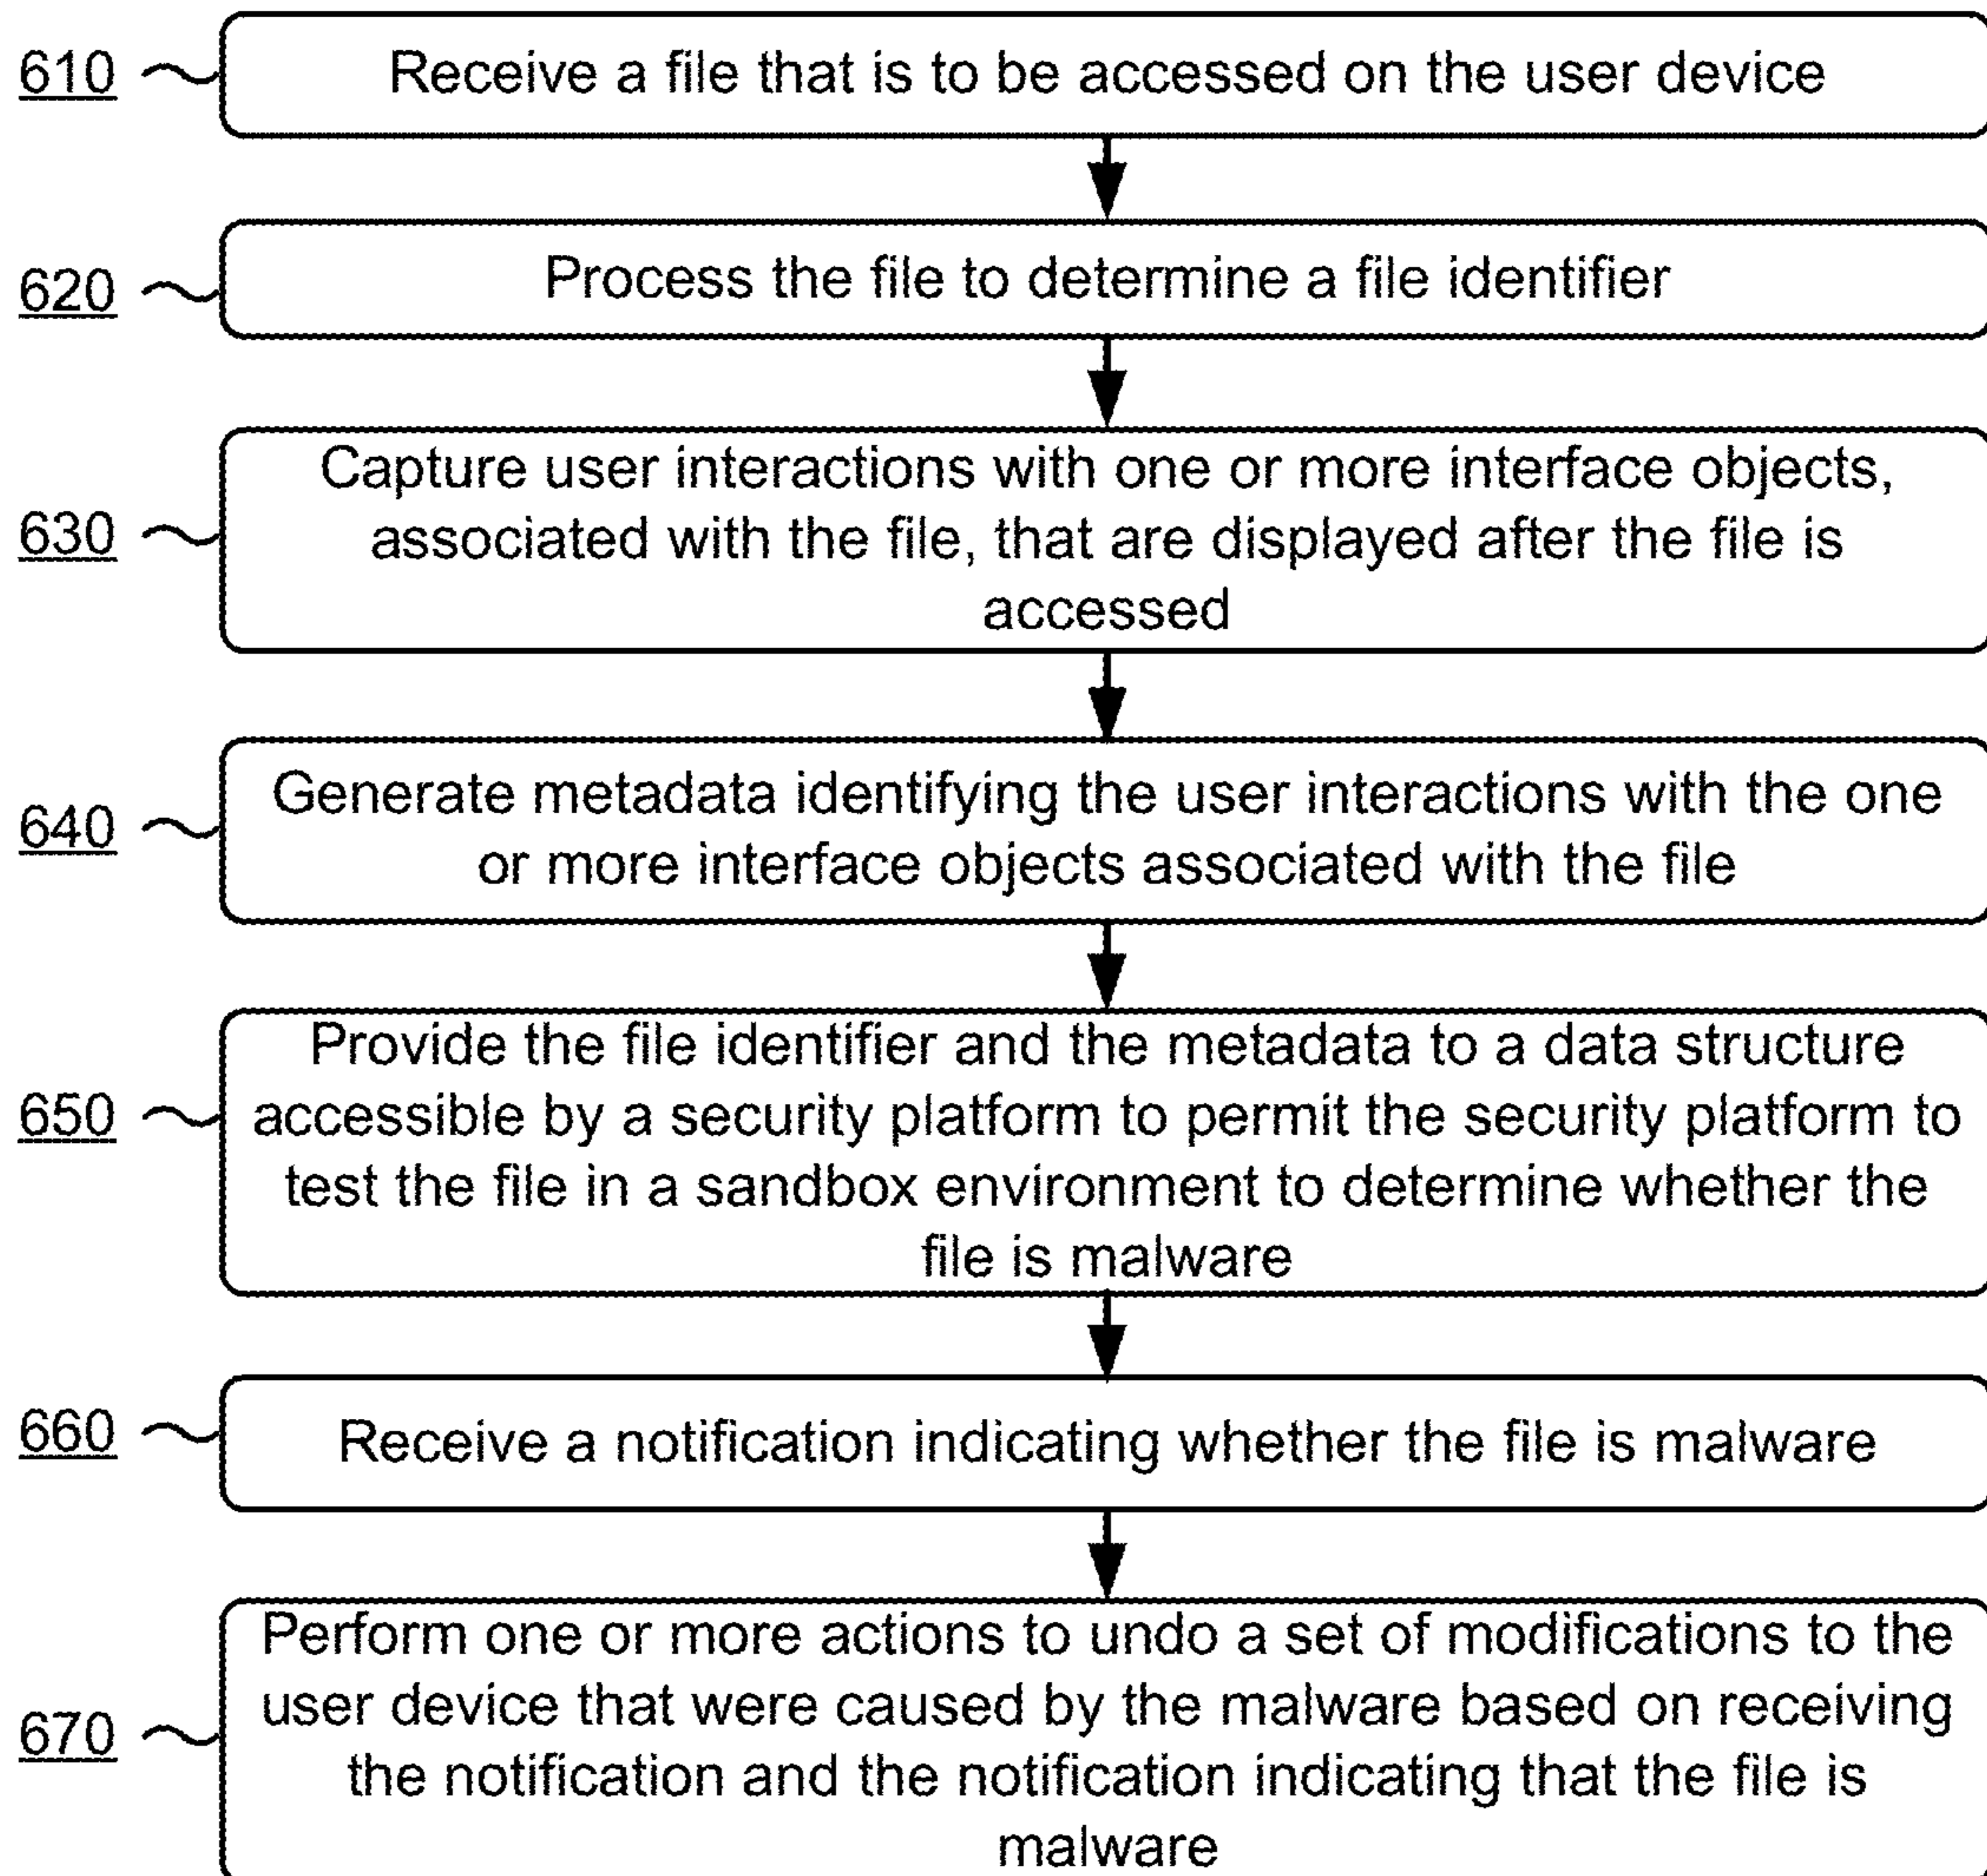 610
Receive a file that is to be accessed on the user device
620
Process the file to determine a file identifier
630
Capture user interactions with one or more interface objects,
associated with the file, that are displayed after the file is
accessed
640
Generate metadata identifying the user interactions with the one
or more interface objects associated with the file
650
Provide the file identifier and the metadata to a data structure
accessible by a security platform to permit the security platform to
test the file in a sandbox environment to determine whether the
file is malware
660
Receive a notification indicating whether the file is malware
670
Perform one or more actions to undo a set of modifications to the
user device that were caused by the malware based on receiving
the notification and the notification indicating that the file is
malware